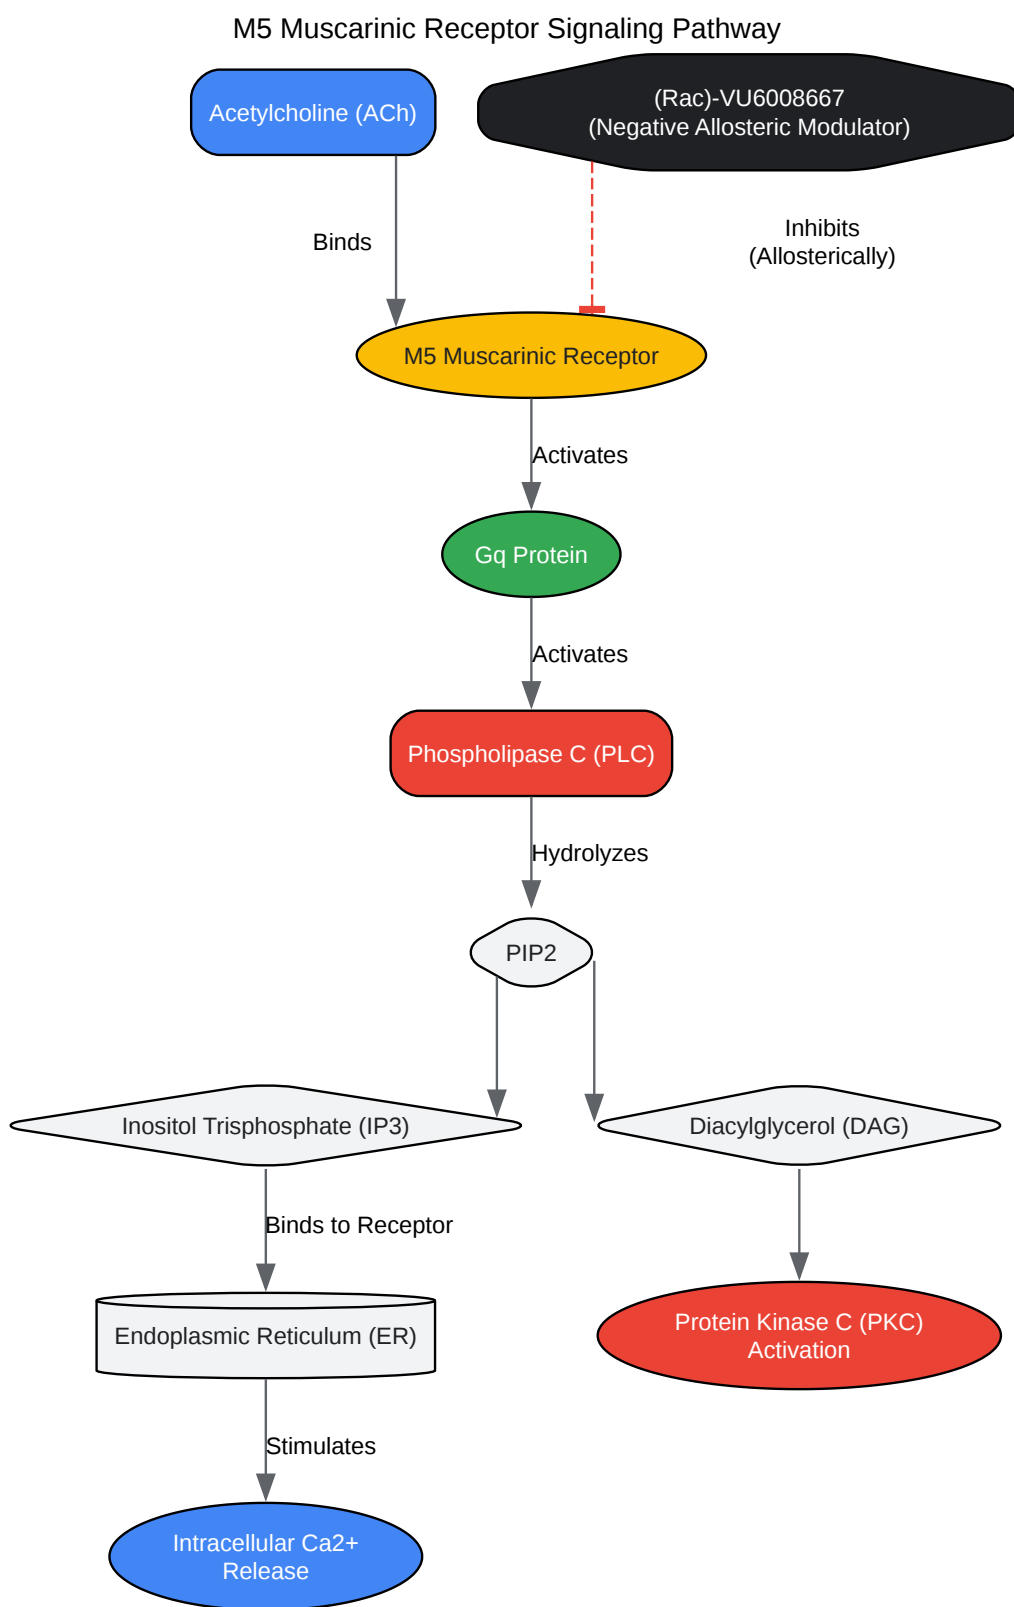 M5 Muscarinic Receptor Signaling Pathway
Acetylcholine (ACh)
(Rac)-VU6008667
(Negative Allosteric Modulator)
Binds
Inhibits
(Allosterically)
M5 Muscarinic Receptor
Activates
Gq Protein
Activates
Phospholipase C (PLC)
Hydrolyzes
PIP2
Inositol Trisphosphate (IP3)
Diacylglycerol (DAG)
Binds to Receptor
Endoplasmic Reticulum (ER)
Protein Kinase C (PKC)
Activation
Stimulates
Intracellular Ca2+
Release